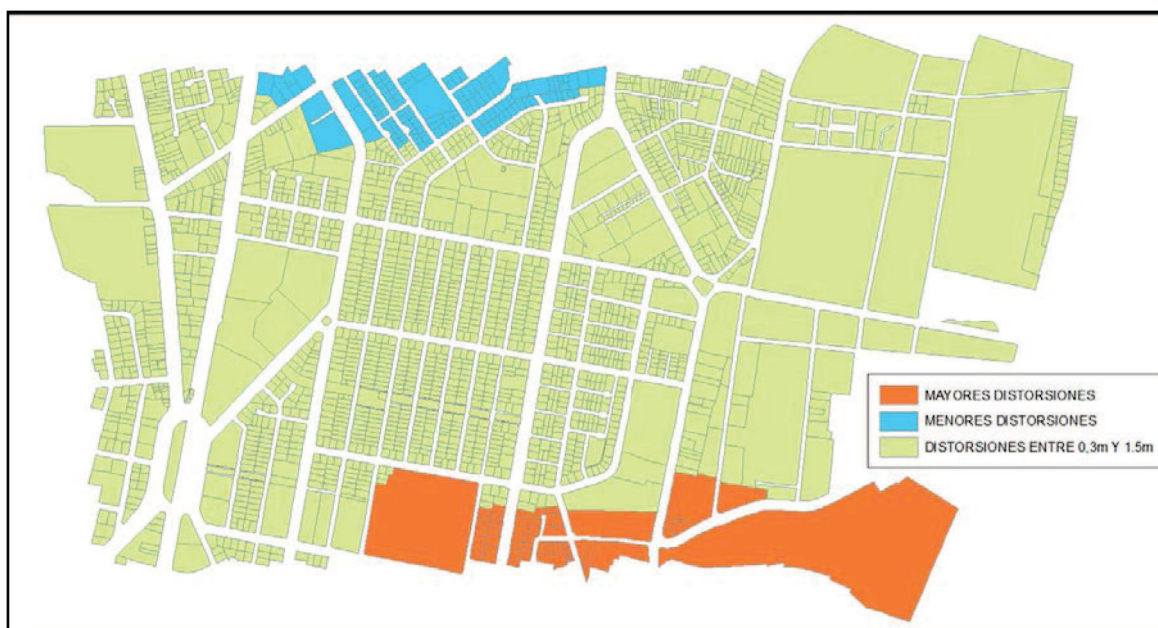 MAYORES DISTORSIONES
MENORES DISTORSIONES
DISTORSIONES ENTRE 0,3m Y 1.5m